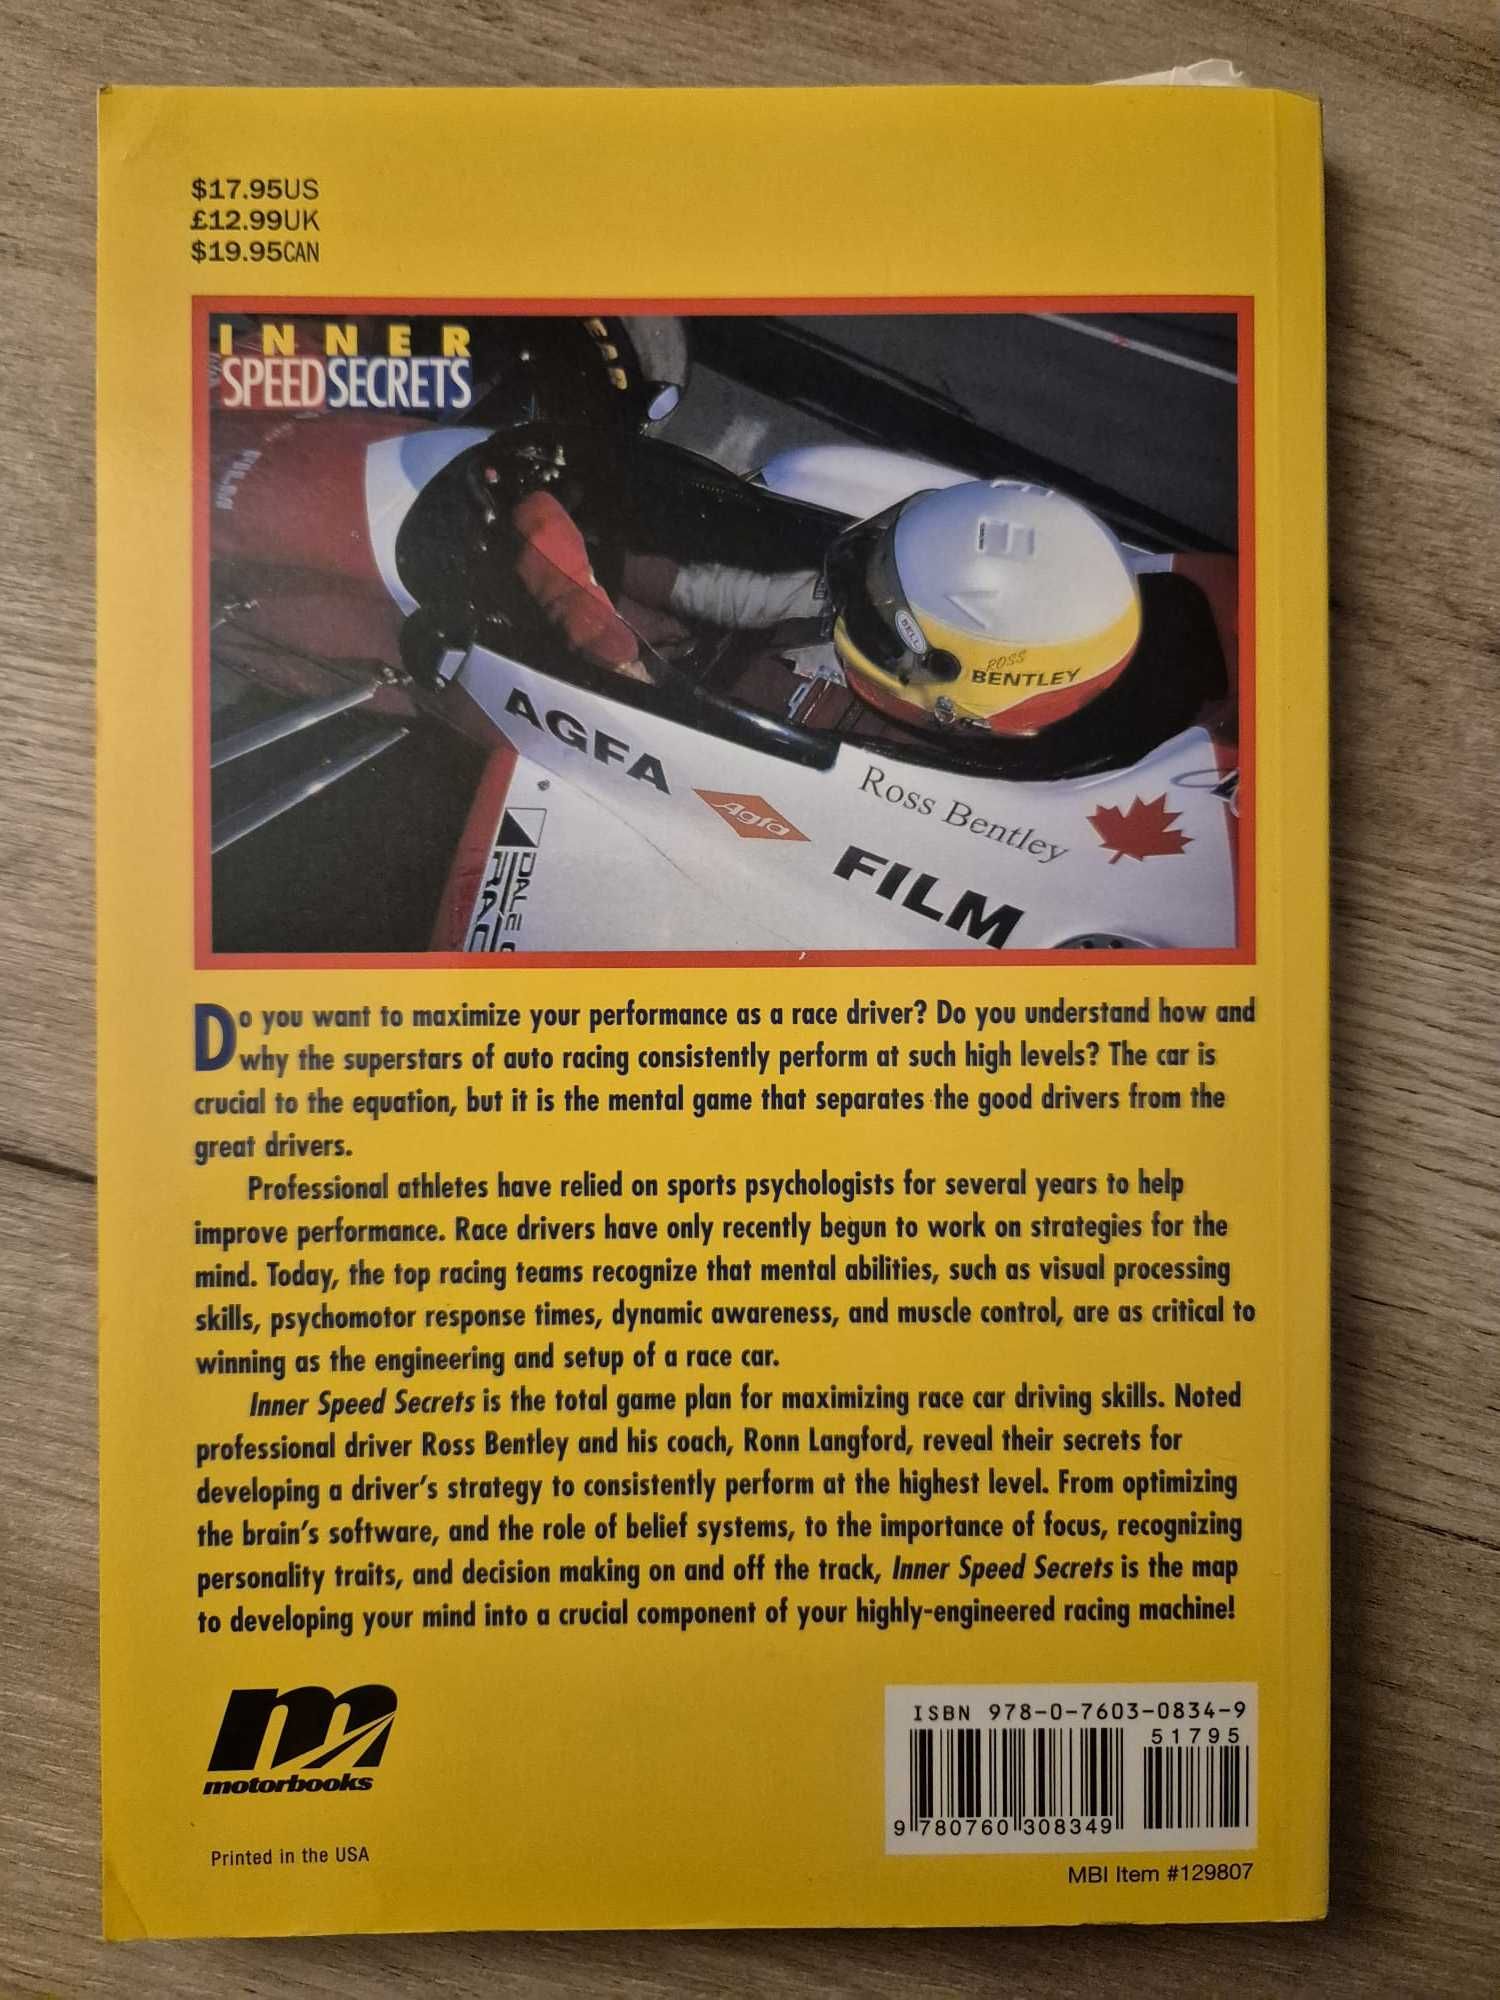 $17.95US
£12.99UK
$19.95CAN
INNER
SPEED SECRETS
FILM
BELL
ROSS
BENTLEY
AGFA
Agfa
Ross Bentley
FILM
DALE
Do you want to maximize your performance as a race driver? Do you understand how and
why the superstars of auto racing consistently perform at such high levels? The car is
crucial to the equation, but it is the mental game that separates the good drivers from the
great drivers.
Professional athletes have relied on sports psychologists for several years to help
improve performance. Race drivers have only recently begun to work on strategies for the
mind. Today, the top racing teams recognize that mental abilities, such as visual processing
skills, psychomotor response times, dynamic awareness, and muscle control, are as critical to
winning as the engineering and setup of a race car.
Inner Speed Secrets is the total game plan for maximizing race car driving skills. Noted
professional driver Ross Bentley and his coach, Ronn Langford, reveal their secrets for
developing a driver's strategy to consistently perform at the highest level. From optimizing
the brain's software, and the role of belief systems, to the importance of focus, recognizing
personality traits, and decision making on and off the track, Inner Speed Secrets is the map
to developing your mind into a crucial component of your highly-engineered racing machine!
motorbooks
Printed in the USA
ISBN 978-0-7603-0834-9
51795
9 780760 308349
MBI Item #129807